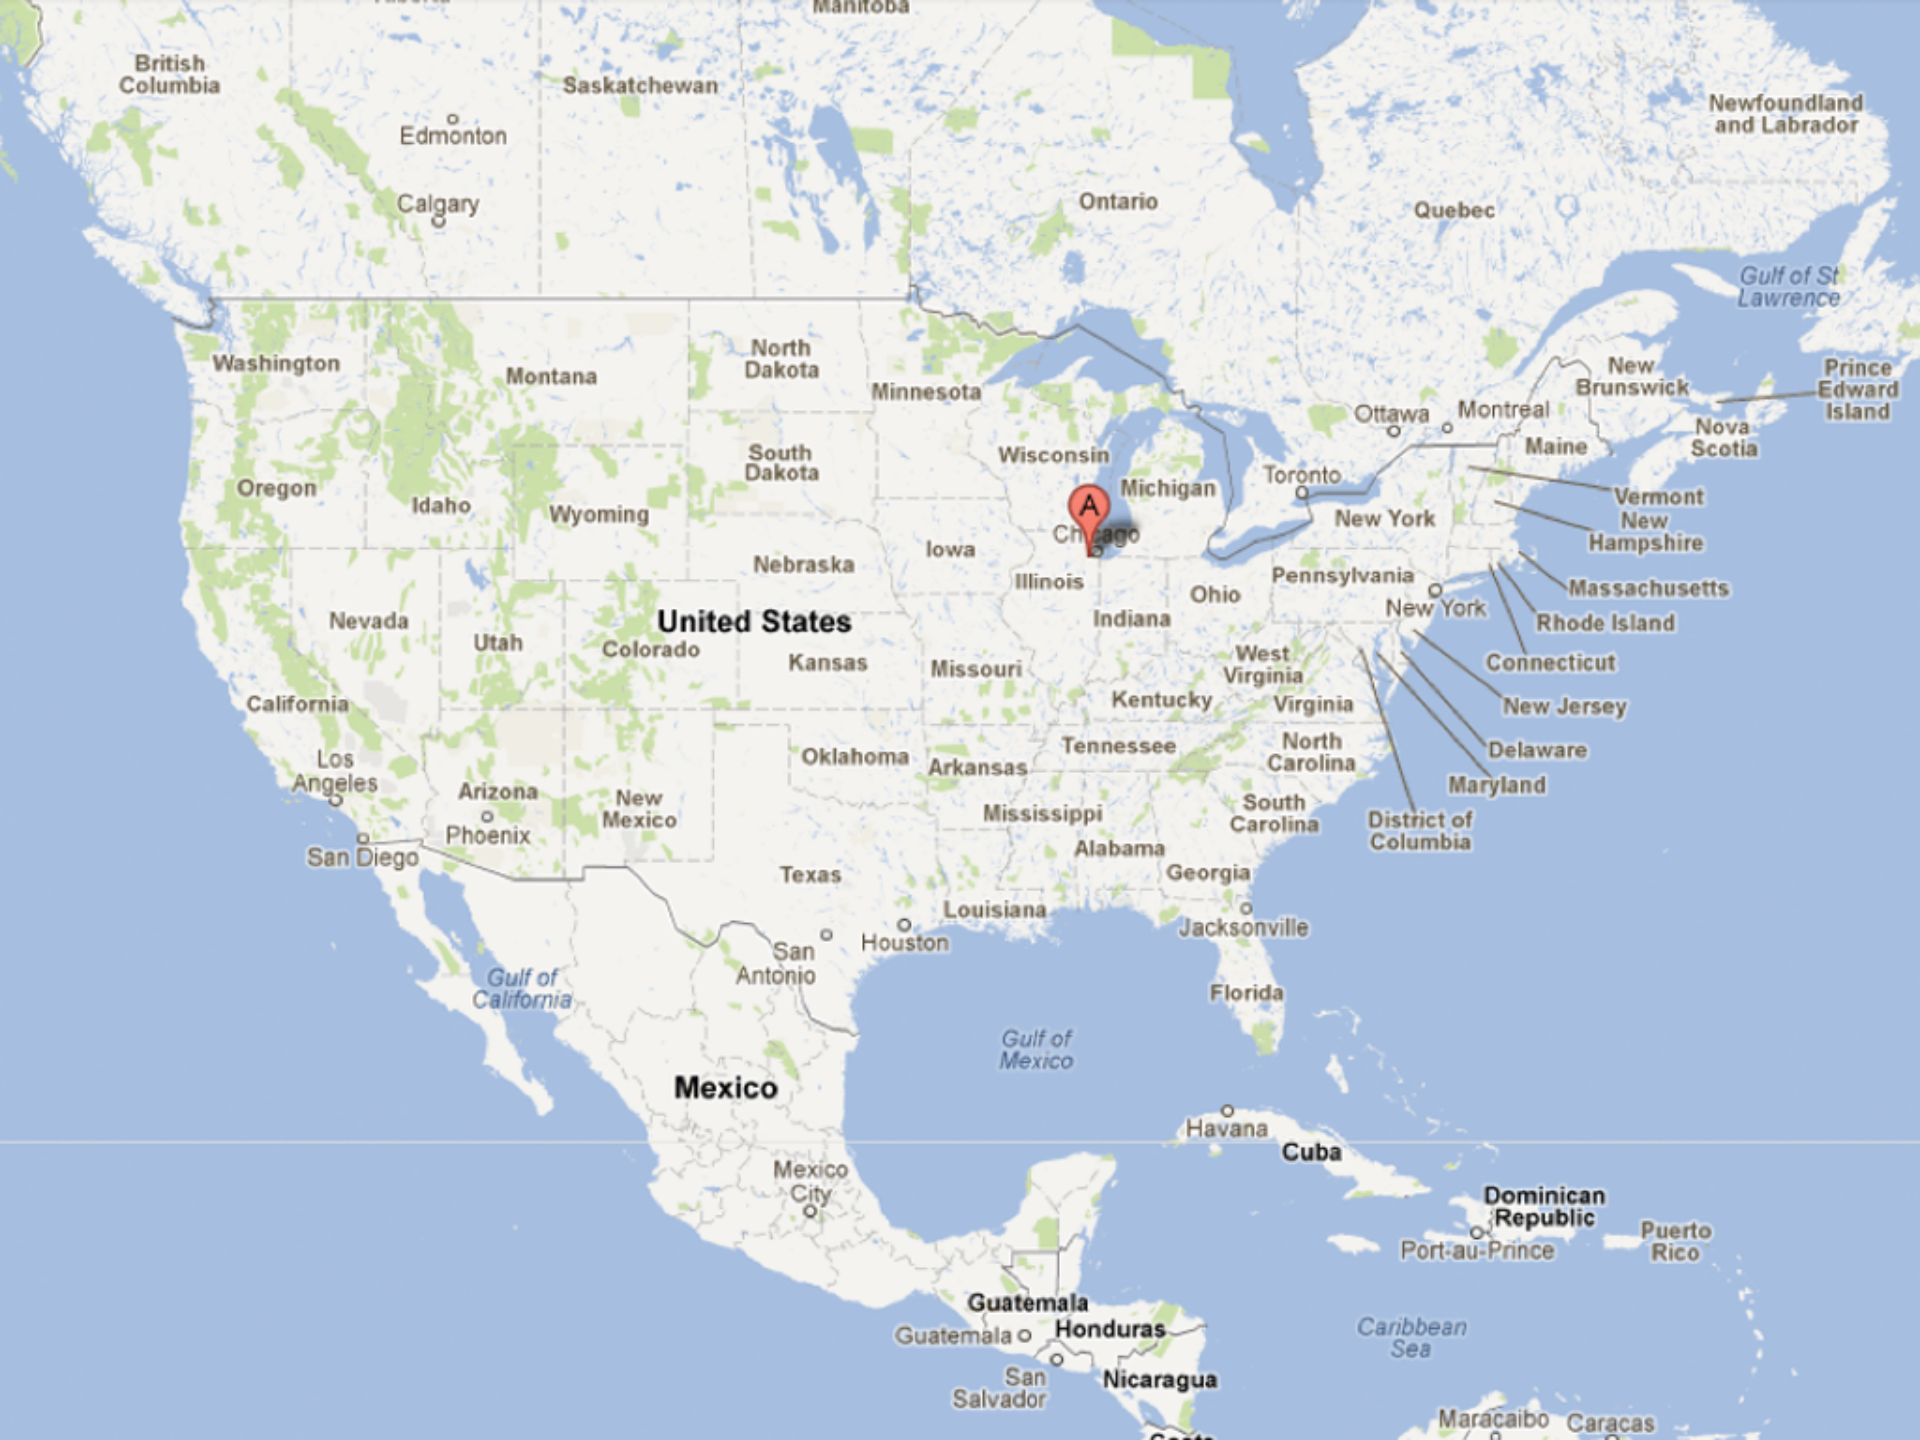 Manitoba
British
Columbia
Saskatchewan
Newfoundland
and Labrador
Edmonton
Calgary
Ontario
Quebec
Gulf of St
Lawrence
Washington
Montana
North
Dakota
Minnesota
New
Brunswick
Prince
Edward
Island
Ottawa
Montreal
Nova
Scotia
Maine
Wisconsin
South
Dakota
Toronto
Michigan
Oregon
Idaho
Wyoming
A
Vermont
New York
New
Hampshire
Chicago
Iowa
Nebraska
Illinois
Pennsylvania
Massachusetts
Ohio
New York
Rhode Island
Nevada
United States
Indiana
Utah
Colorado
Kansas
Missouri
West
Virginia
Connecticut
California
Kentucky
Virginia
New Jersey
Tennessee
North
Carolina
Delaware
Los
Angeles
Oklahoma
Arkansas
Maryland
Arizona
New
Mexico
Mississippi
South
Carolina
District of
Columbia
Phoenix
San Diego
Alabama
Texas
Georgia
Louisiana
Jacksonville
San
Antonio
Houston
Gulf of
California
Florida
Gulf of
Mexico
Mexico
Havana
Cuba
Mexico
City
Dominican
Republic
Port-au-Prince
Puerto
Rico
Guatemala
Guatemala
Honduras
Caribbean
Sea
San
Salvador
Nicaragua
Maracaibo
Caracas